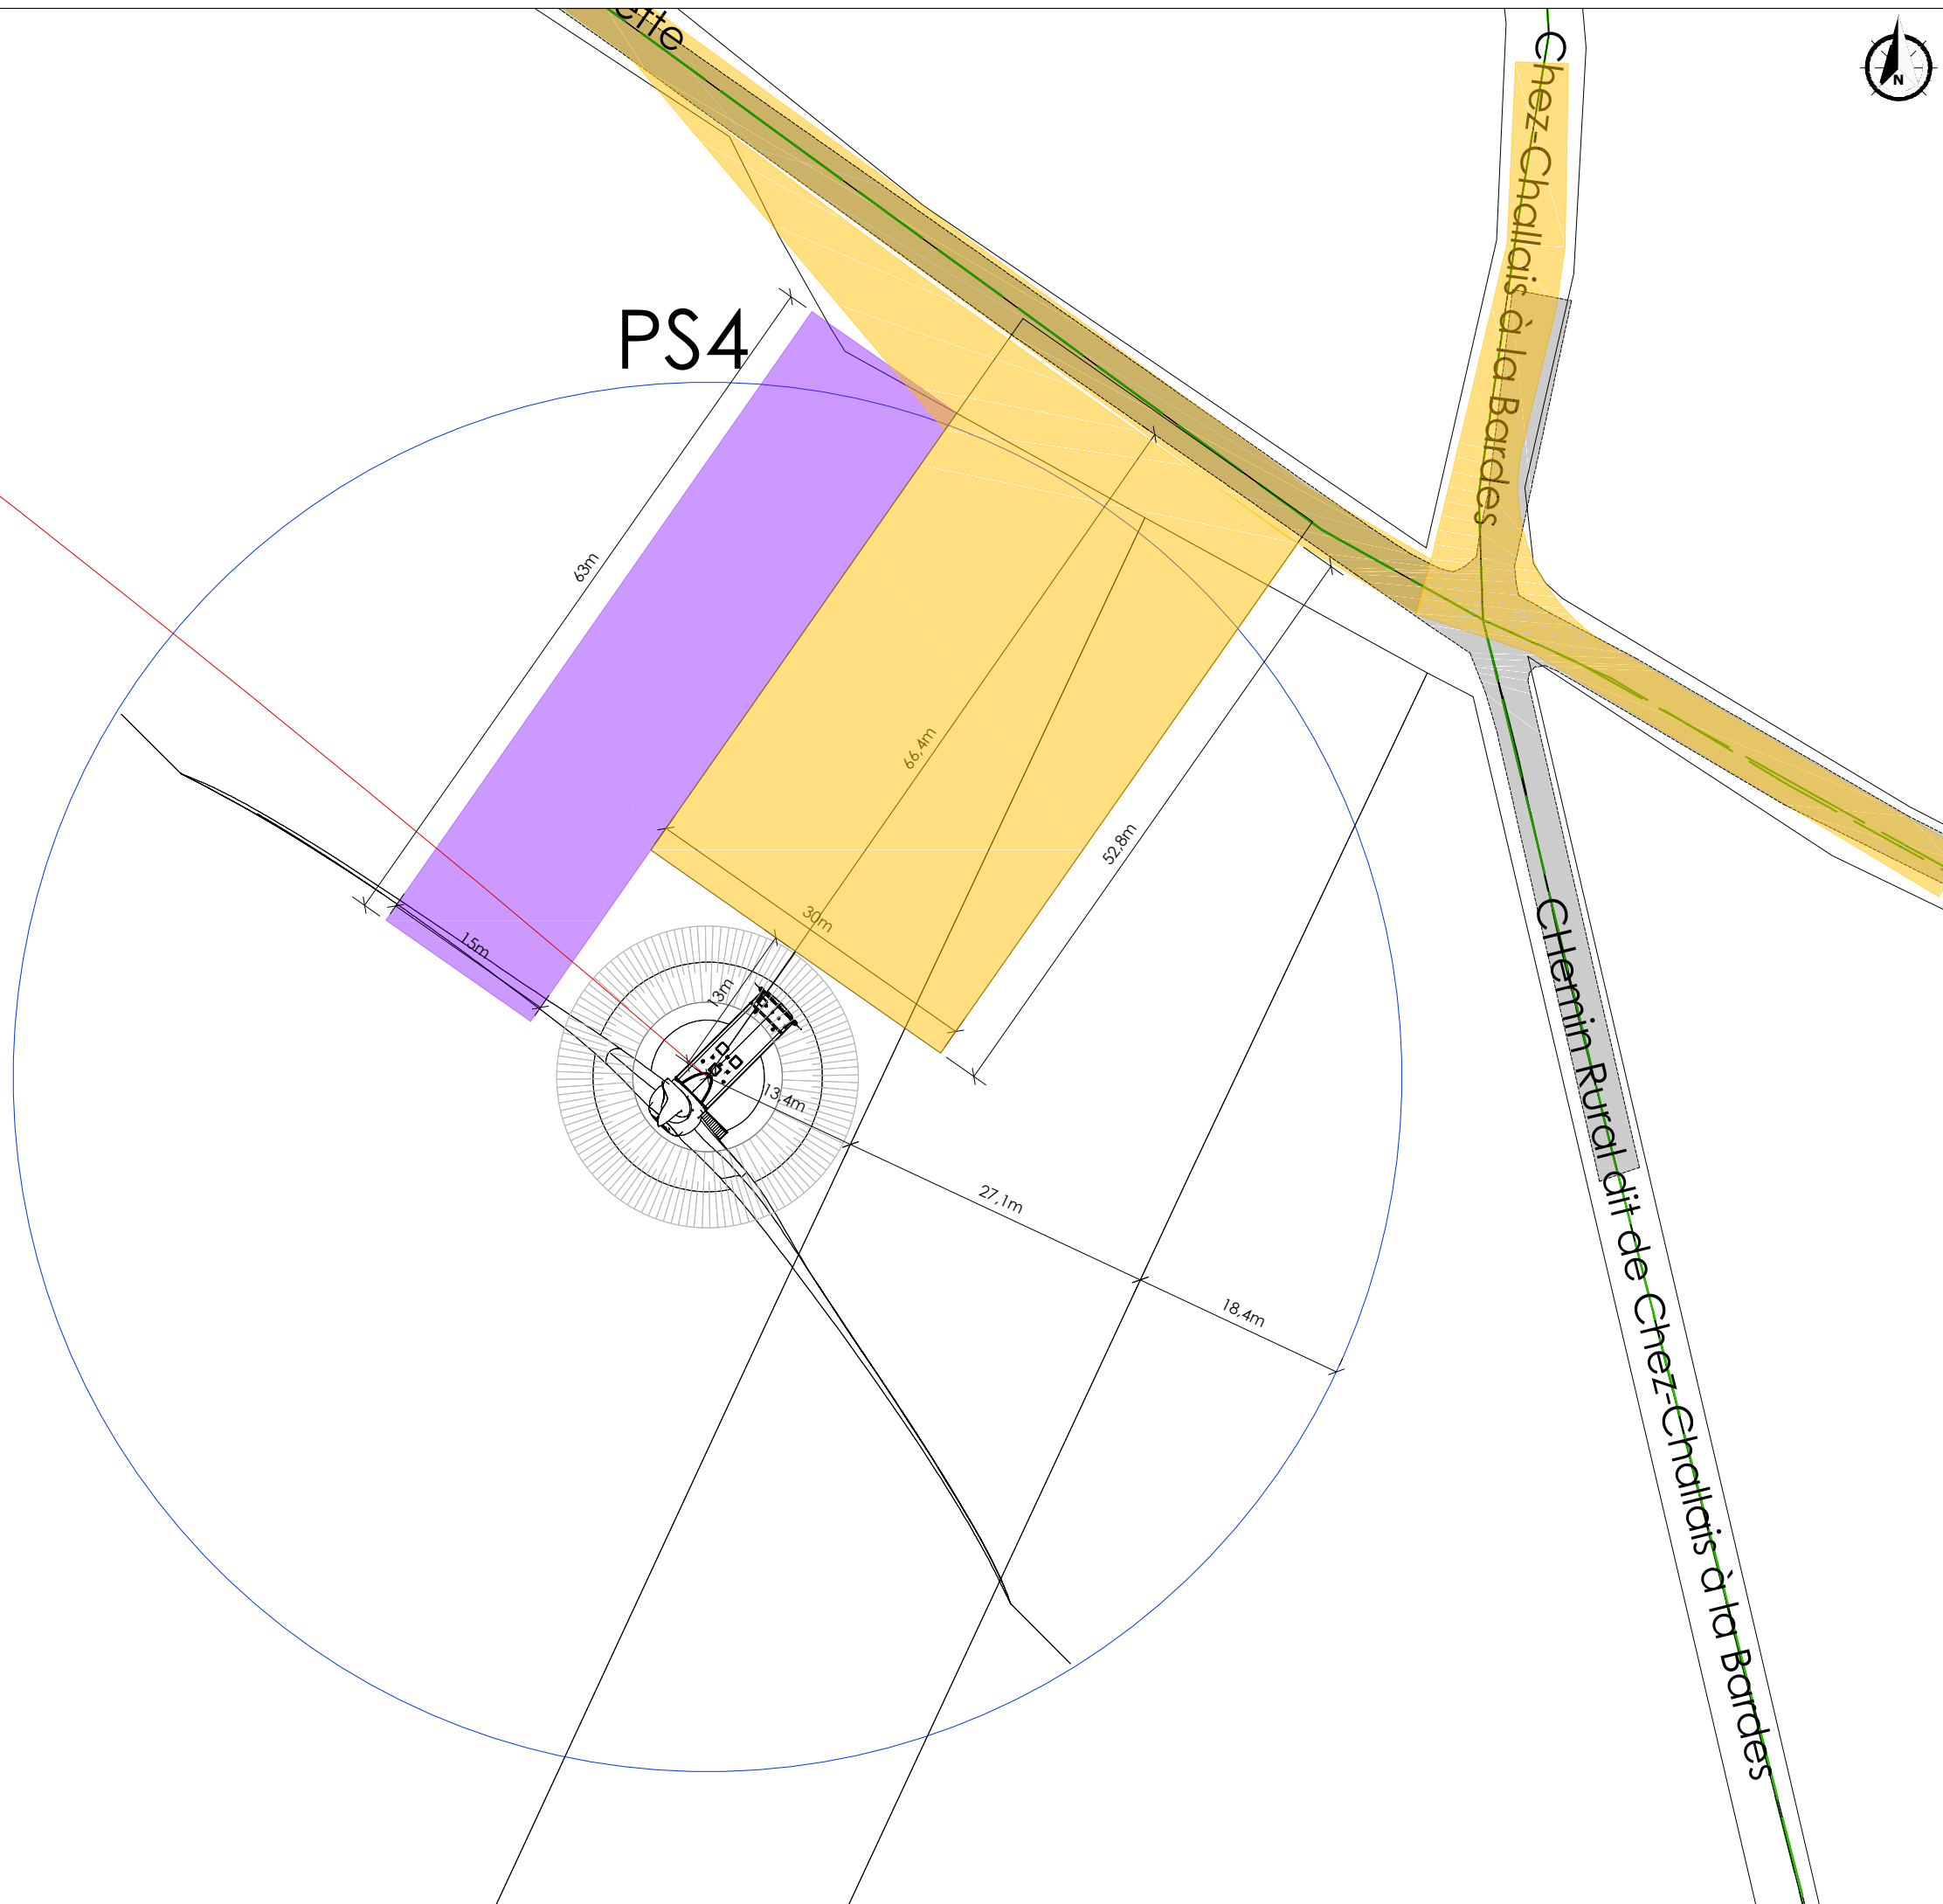 effe
Chez-Challais à la Bardes
N
PS4
63m
66,4m
52,8m
30m
15m
13m
13,4m
27,1m
18,4m
CHemin Rural dit de Chez-Challais à la Bardes